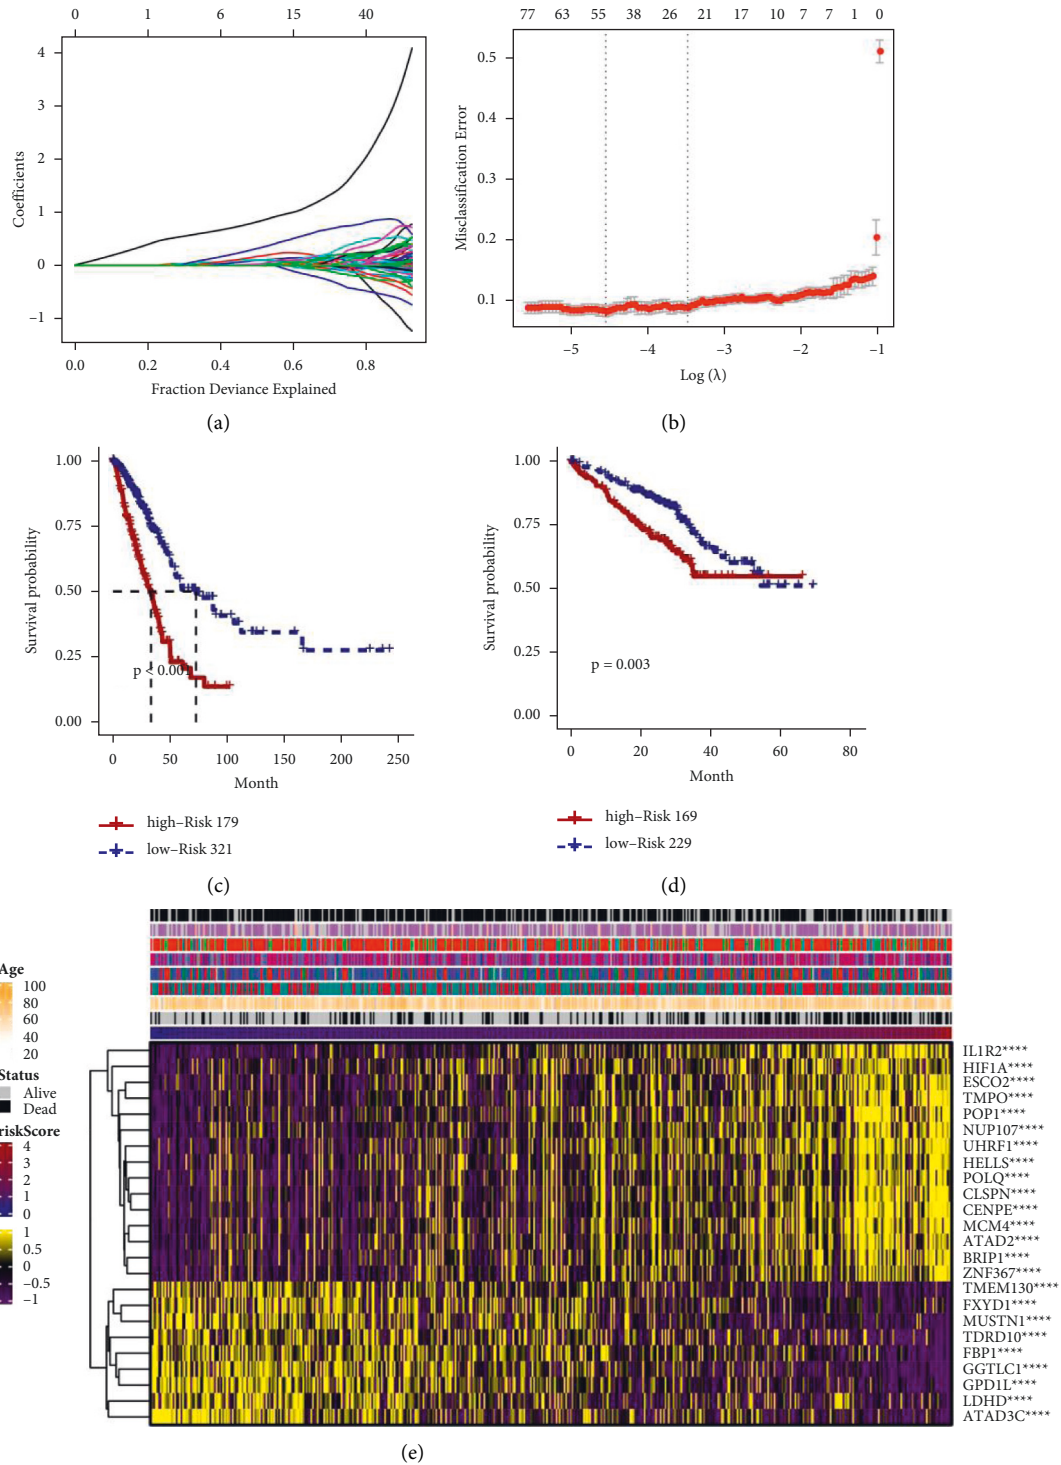 0 1 6 15 40
4
3
2
1
0
−1
Coefficients
0.0 0.2 0.4 0.6 0.8
Fraction Deviance Explained
(a)
77 63 55 38 26 21 17 10 7 7 1 0
0.5
0.4
0.3
0.2
0.1
Misclassification Error
−5 −4 −3 −2 −1
Log (λ)
(b)
1.00
0.75
0.50
0.25
0.00
Survival probability
p < 0.001
0 50 100 150 200 250
Month
high−Risk 179
low−Risk 321
(c)
1.00
0.75
0.50
0.25
0.00
Survival probability
p = 0.003
0 20 40 60 80
Month
high−Risk 169
low−Risk 229
(d)
Age
100
80
60
40
20
Status
Alive
Dead
riskScore
4
3
2
1
0
1
0.5
0
−0.5
−1
IL1R2****
HIF1A****
ESCO2****
TMPO****
POP1****
NUP107****
UHRF1****
HELLS****
POLQ****
CLSPN****
CENPE****
MCM4****
ATAD2****
BRIP1****
ZNF367****
TMEM130****
FXYD1****
MUSTN1****
TDRD10****
FBP1****
GGTLC1****
GPD1L****
LDHD****
ATAD3C****
(e)